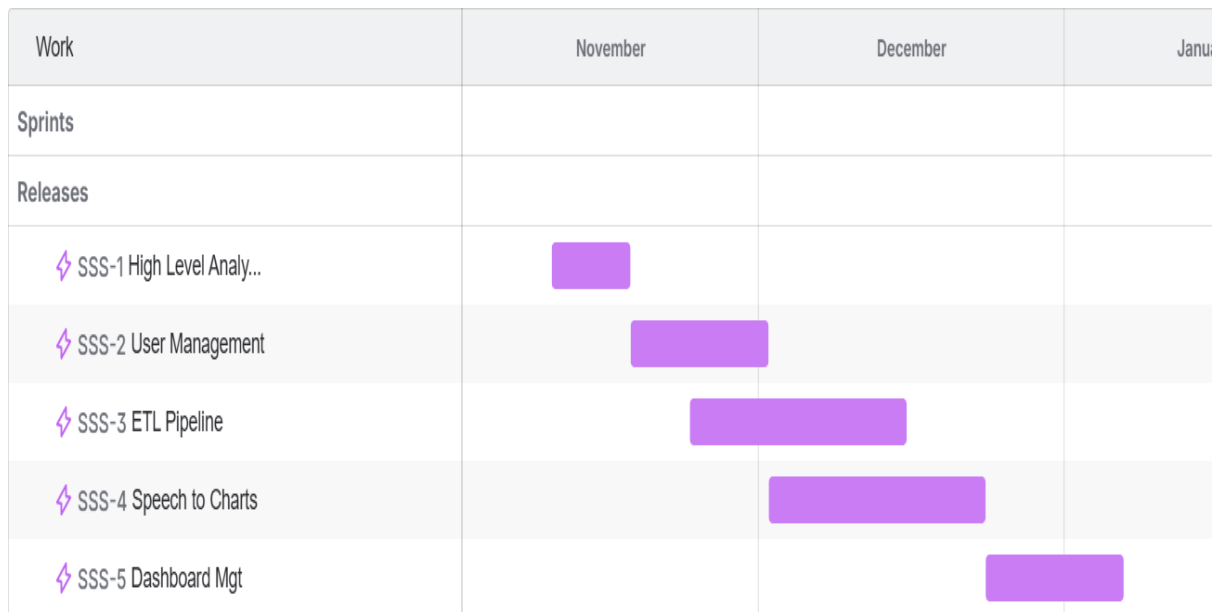 Work November December Janua
Sprints
Releases
SSS-1 High Level Analy...
SSS-2 User Management
SSS-3 ETL Pipeline
SSS-4 Speech to Charts
SSS-5 Dashboard Mgt